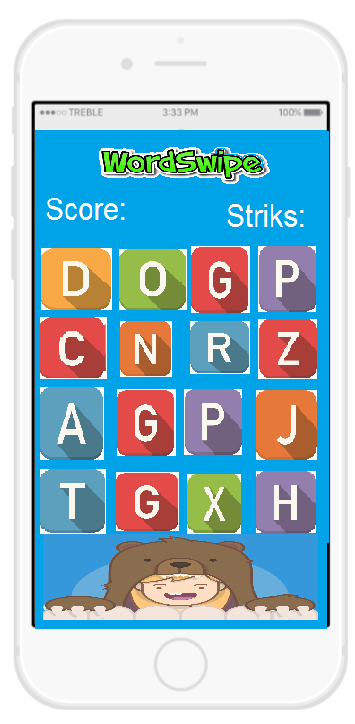 TREBLE 3:33 PM 100%
WordSwipe
Score:
Striks:
D O G P
C N R Z
A G P J
T G X H